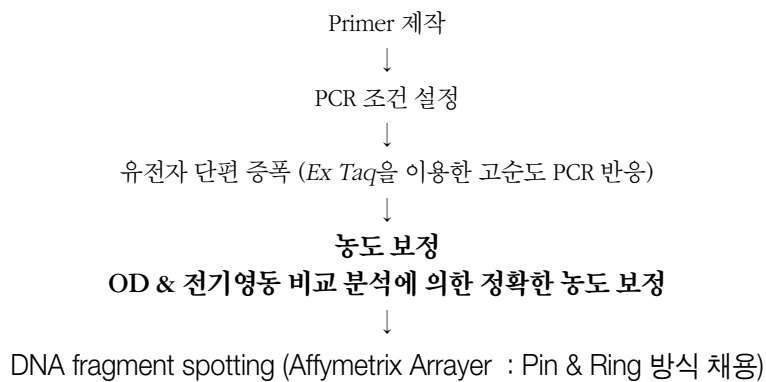 Primer 제작
↓
PCR 조건 설정
↓
유전자 단편 증폭 (Ex Taq을 이용한 고순도 PCR 반응)
↓
농도 보정
OD & 전기영동 비교 분석에 의한 정확한 농도 보정
↓
DNA fragment spotting (Affymetrix Arrayer : Pin & Ring 방식 채용)